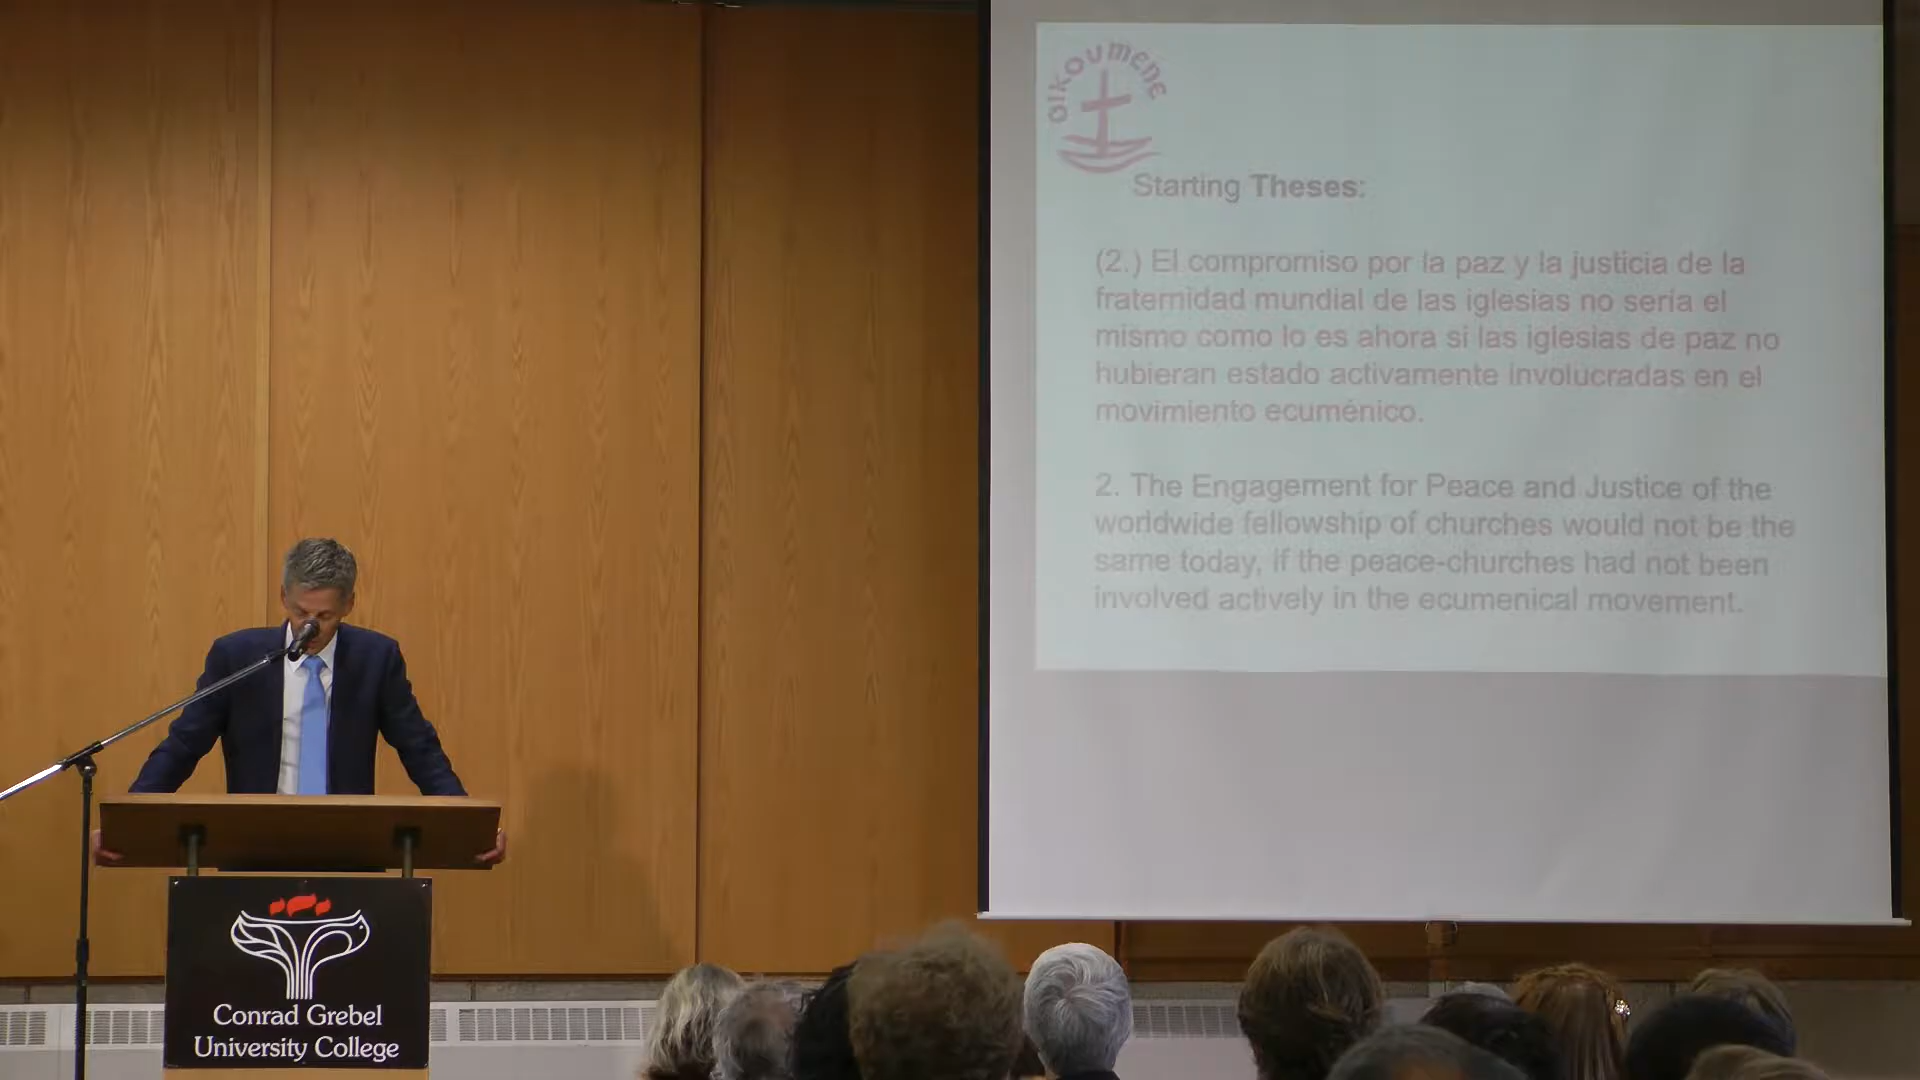 OIKOUMENE
Starting Theses:
(2.) El compromiso por la paz y la justicia de la
fraternidad mundial de las iglesias no sería el
mismo como lo es ahora si las iglesias de paz no
hubieran estado activamente involucradas en el
movimiento ecuménico.
2. The Engagement for Peace and Justice of the
worldwide fellowship of churches would not be the
same today, if the peace-churches had not been
involved actively in the ecumenical movement.
Conrad Grebel
University College